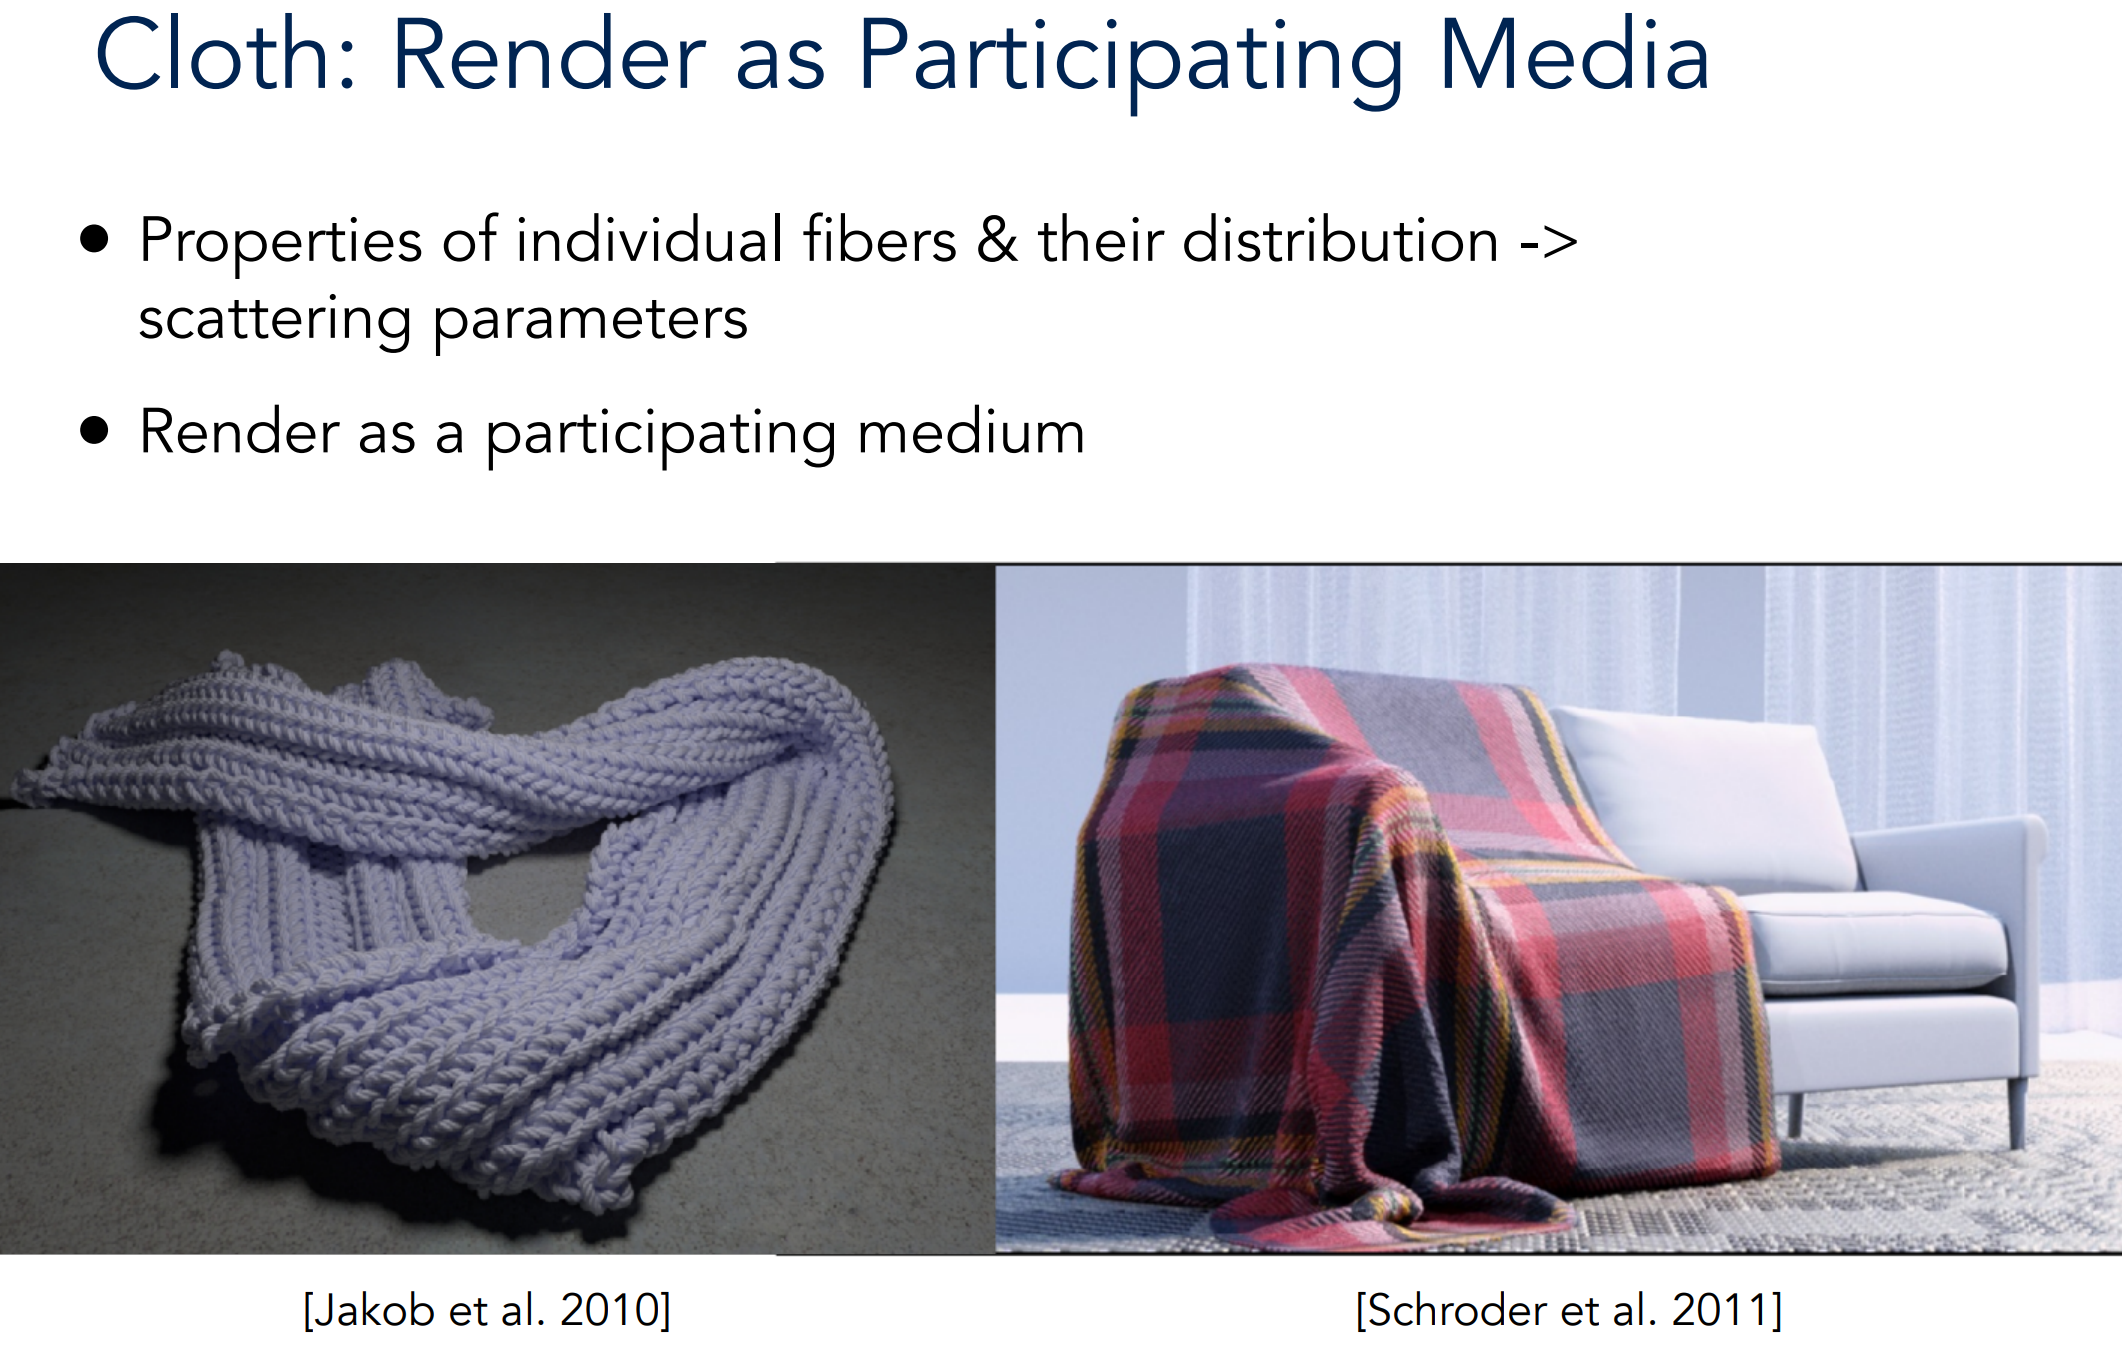 Cloth: Render as Participating Media
• Properties of individual fibers & their distribution ->
scattering parameters
• Render as a participating medium
[Jakob et al. 2010]
[Schroder et al. 2011]